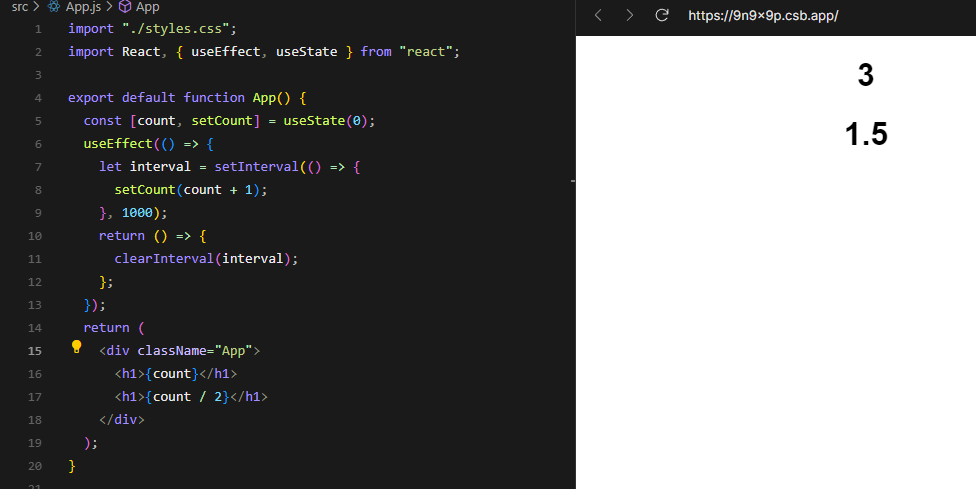 src > App.js > App
https://9n9x9p.csb.app/
1 import "./styles.css";
2 import React, { useEffect, useState } from "react";
3
4 export default function App() {
5 const [count, setCount] = useState(0);
6 useEffect(() => {
7 let interval = setInterval(() => {
8 setCount(count + 1);
9 }, 1000);
10 return () => {
11 clearInterval(interval);
12 };
13 });
14 return (
15 <div className="App">
16 <h1>{count}</h1>
17 <h1>{count / 2}</h1>
18 </div>
19 );
20 }
21
3
1.5